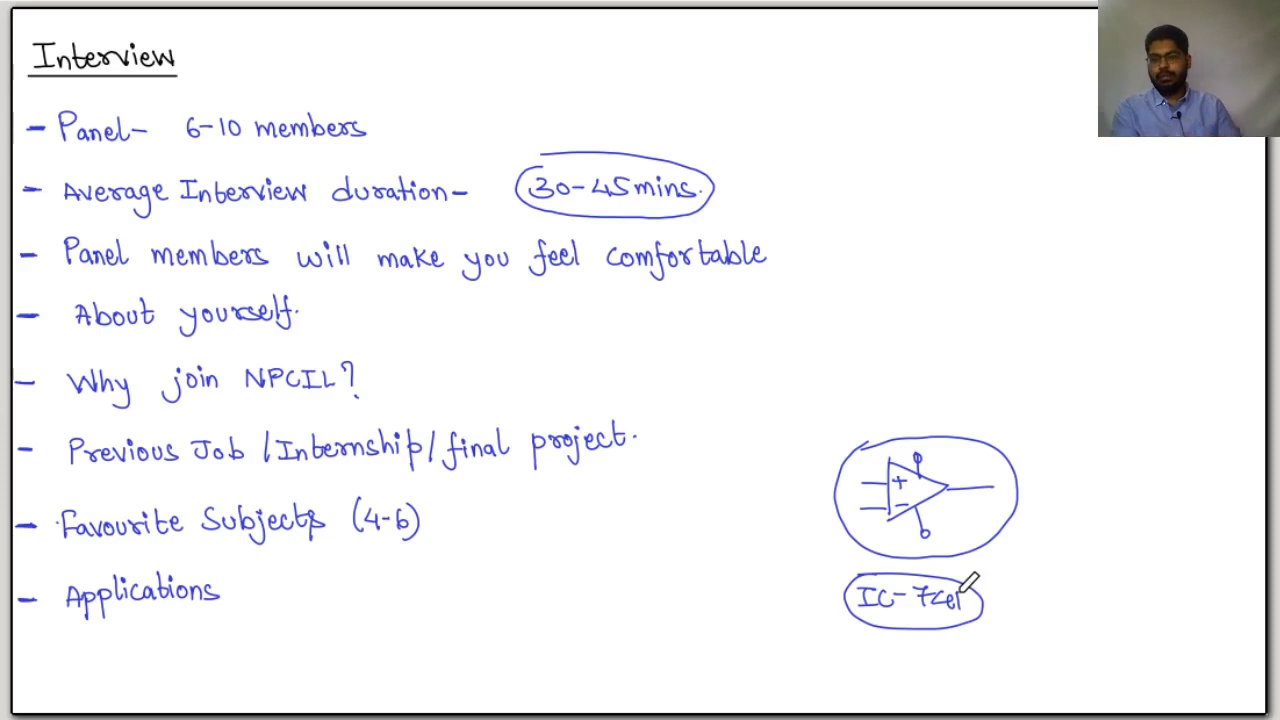 Interview
- Panel- 6-10 members
- Average Interview duration- 30-45 mins.
- Panel members will make you feel comfortable
- About yourself.
- Why join NPCIL?
- Previous Job /Internship/final project.
- Favourite Subjects (4-6)
- Applications
+
-
IC-741